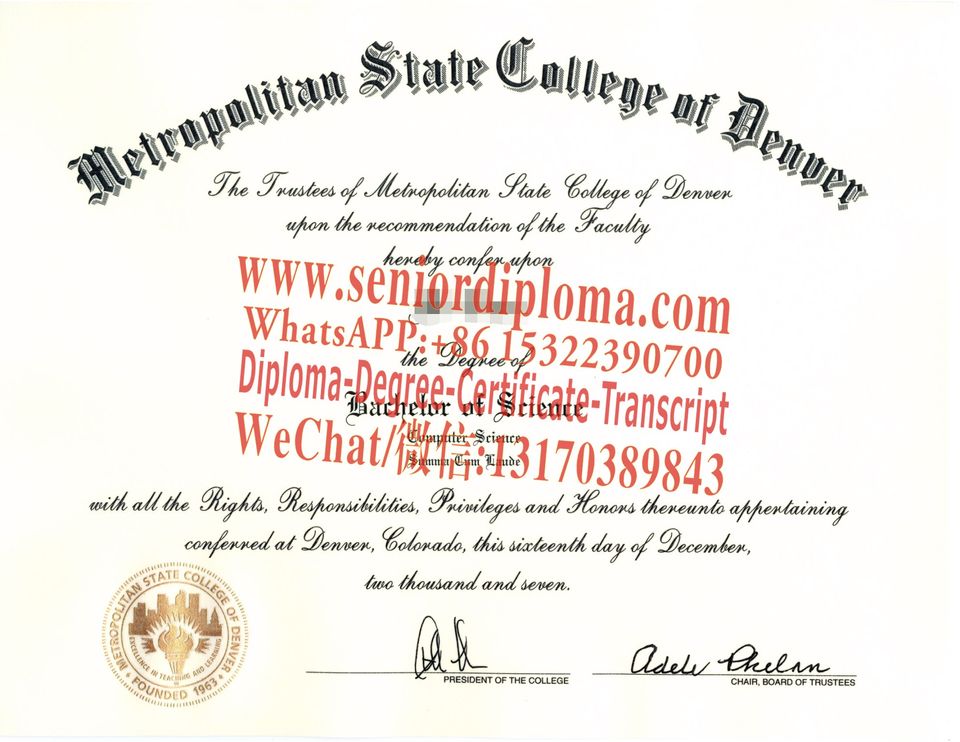 Metropolitan State College of Denver
The Trustees of Metropolitan State College of Denver
upon the recommendation of the Faculty
hereby confer upon
www.seniordiploma.com
WhatsAPP:+86 15322390700
the Degree of
Diploma-Degree-Certificate-Transcript
Bachelor of Science
Computer Science
WeChat/微信:13170389843
Summa Cum Laude
with all the Rights, Responsibilities, Privileges and Honors thereunto appertaining
conferred at Denver, Colorado, this sixteenth day of December,
two thousand and seven.
METROPOLITAN STATE COLLEGE OF DENVER
EXCELLENCE IN TEACHING AND LEARNING
FOUNDED 1963
Adele Phelan
PRESIDENT OF THE COLLEGE
CHAIR, BOARD OF TRUSTEES